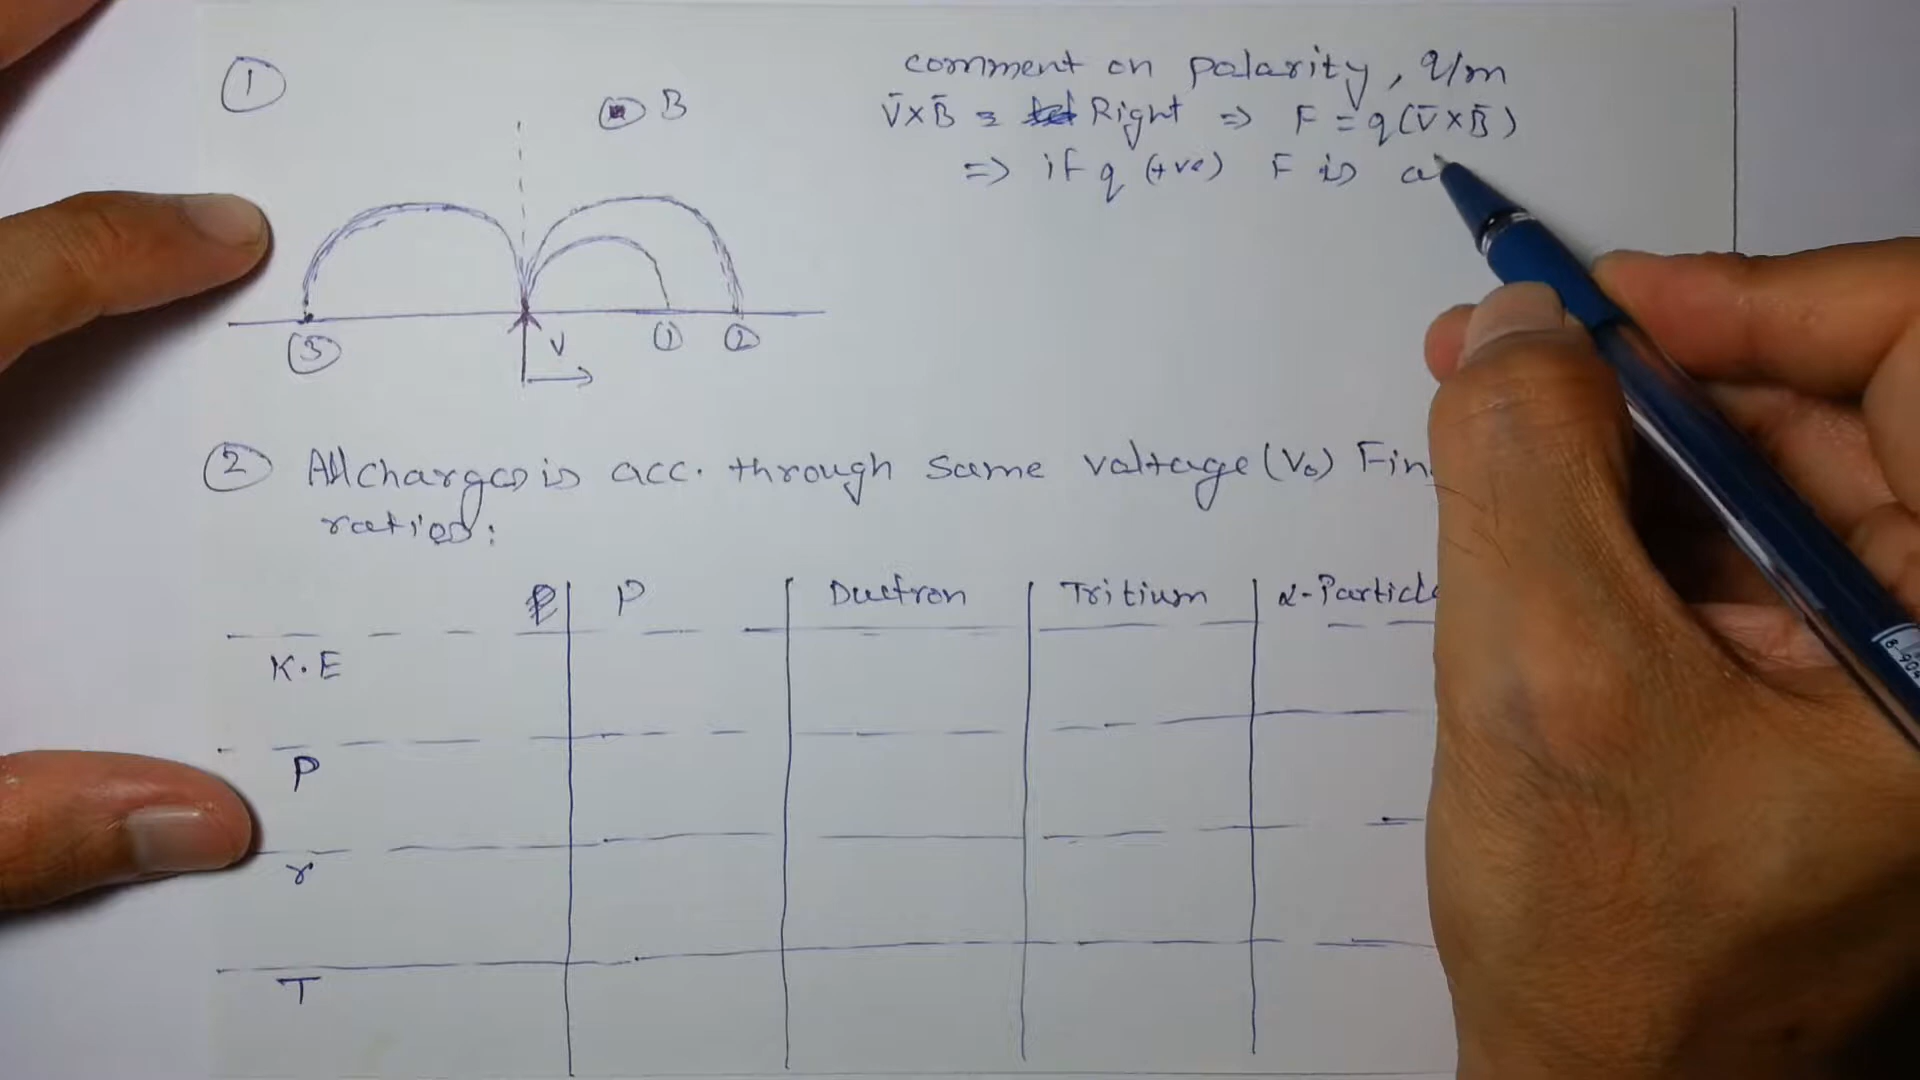 ①
B
comment on polarity, q/m
V̄×B̄ = Right ⇒ F = q(V̄×B̄)
⇒ if q (+ve) F is a
③ V ① ②
② All charges is acc. through same voltage (V₀) Fin
ratios:
P Duetron Tritium α-Particle
K.E
P
r
T